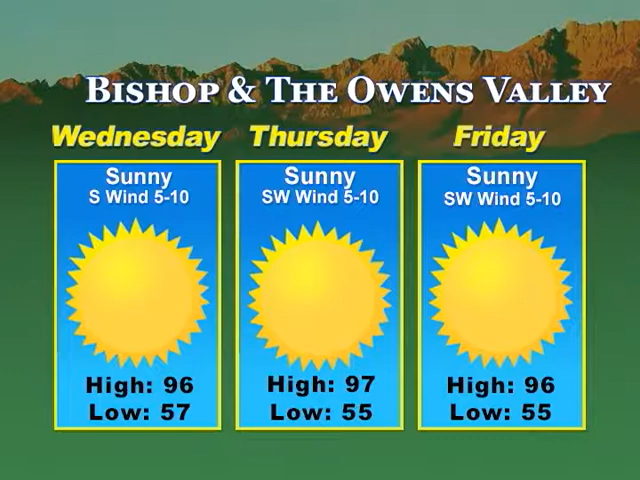 BISHOP & THE OWENS VALLEY
Wednesday Thursday Friday
Sunny
S Wind 5-10
High: 96
Low: 57
Sunny
SW Wind 5-10
High: 97
Low: 55
Sunny
SW Wind 5-10
High: 96
Low: 55